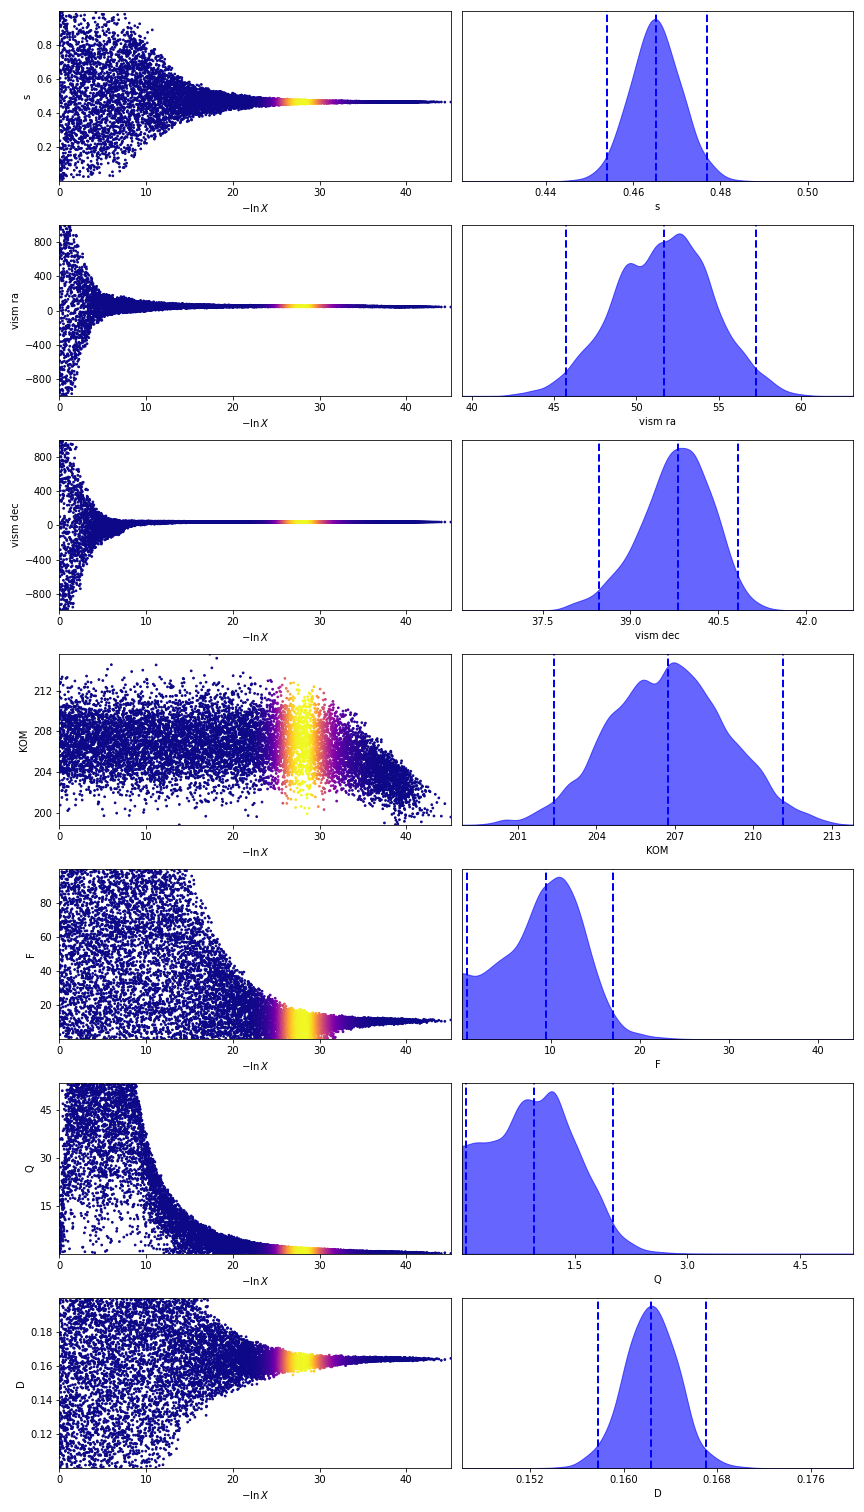 0.8
0.6
0.4
0.2
s
0 10 20 30 40
−ln X
0.44 0.46 0.48 0.50
s
800
400
0
−400
−800
vism ra
0 10 20 30 40
−ln X
40 45 50 55 60
vism ra
800
400
0
−400
−800
vism dec
0 10 20 30 40
−ln X
37.5 39.0 40.5 42.0
vism dec
212
208
204
200
KOM
0 10 20 30 40
−ln X
201 204 207 210 213
KOM
80
60
40
20
F
0 10 20 30 40
−ln X
10 20 30 40
F
45
30
15
Q
0 10 20 30 40
−ln X
1.5 3.0 4.5
Q
0.18
0.16
0.14
0.12
D
0 10 20 30 40
−ln X
0.152 0.160 0.168 0.176
D